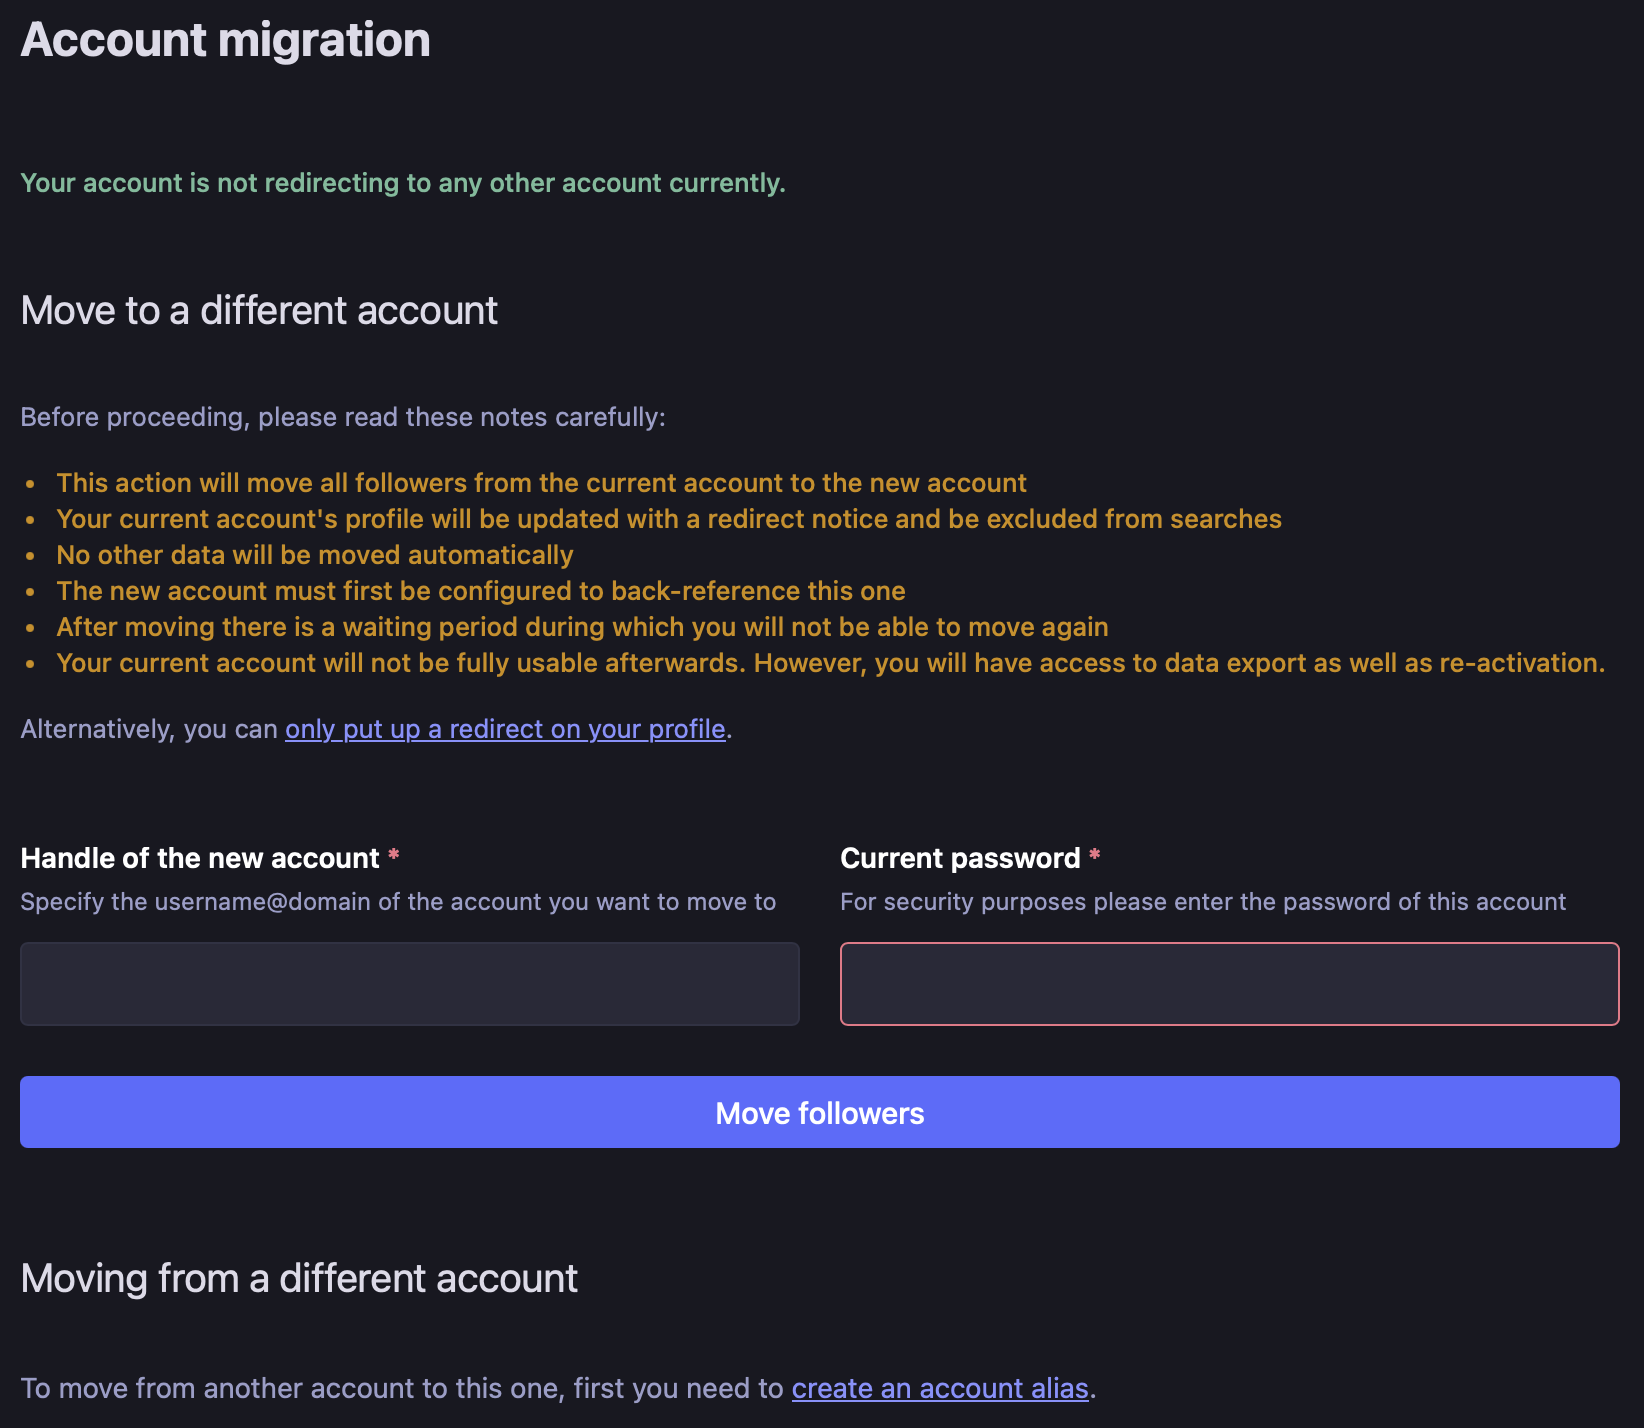 Account migration
Your account is not redirecting to any other account currently.
Move to a different account
Before proceeding, please read these notes carefully:
• This action will move all followers from the current account to the new account
• Your current account's profile will be updated with a redirect notice and be excluded from searches
• No other data will be moved automatically
• The new account must first be configured to back-reference this one
• After moving there is a waiting period during which you will not be able to move again
• Your current account will not be fully usable afterwards. However, you will have access to data export as well as re-activation.
Alternatively, you can only put up a redirect on your profile.
Handle of the new account *
Specify the username@domain of the account you want to move to
Current password *
For security purposes please enter the password of this account
Move followers
Moving from a different account
To move from another account to this one, first you need to create an account alias.